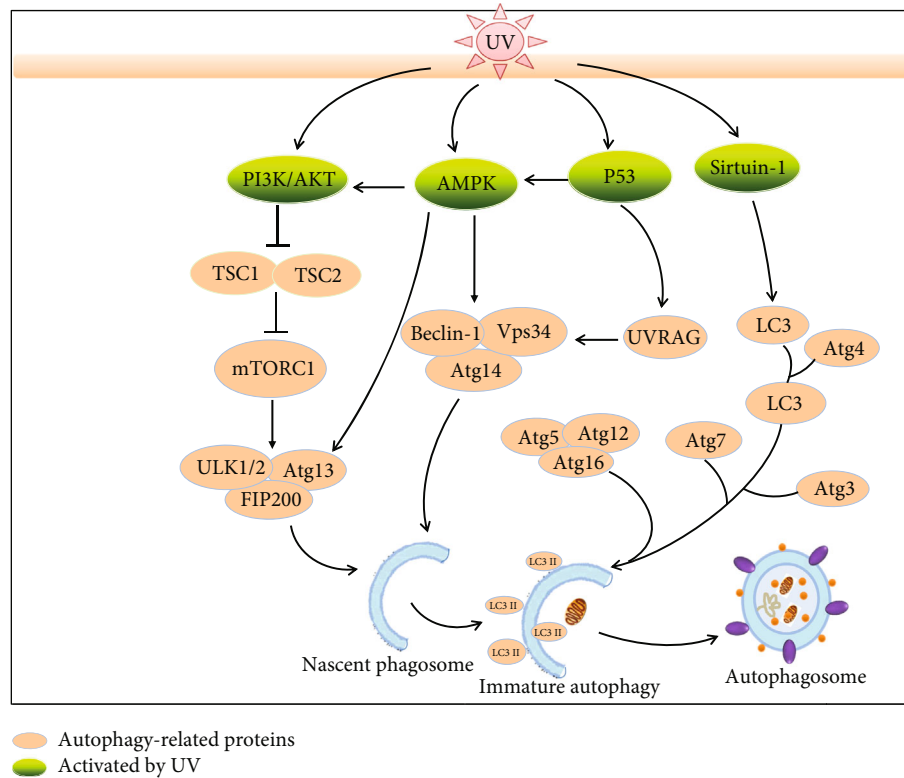 UV
PI3K/AKT
AMPK
P53
Sirtuin-1
TSC1
TSC2
Beclin-1
Vps34
UVRAG
LC3
Atg4
mTORC1
Atg14
LC3
Atg5
Atg12
Atg7
ULK1/2
Atg13
Atg16
Atg3
FIP200
LC3 II
LC3 II
LC3 II
LC3 II
Nascent phagosome
Immature autophagy
Autophagosome
Autophagy-related proteins
Activated by UV